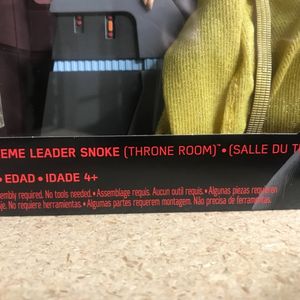 EME LEADER SNOKE (THRONE ROOM)™ • (SALLE DU T
• EDAD • IDADE 4+
embly required. No tools needed. • Assemblage requis. Aucun outil requis. • Algunas piezas requieren
je. No requiere herramientas. • Algumas partes requerem montagem. Não precisa de ferramentas.